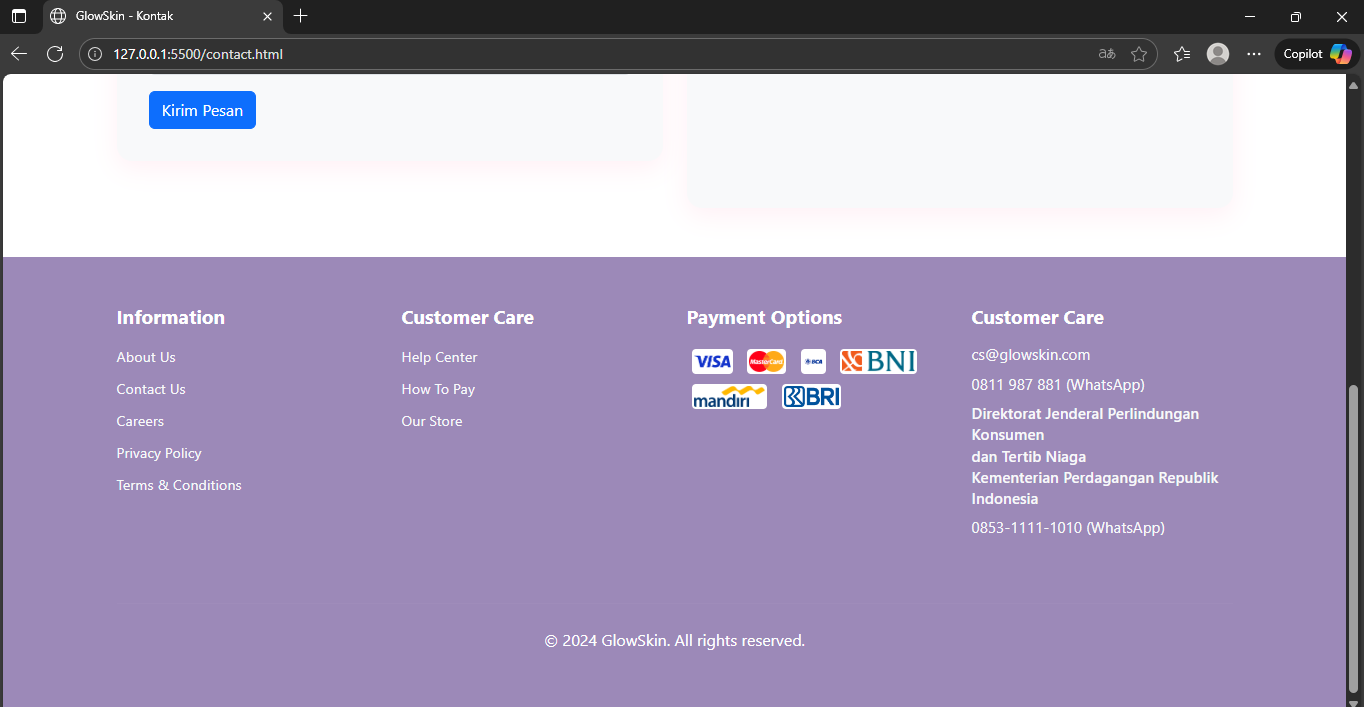 GlowSkin - Kontak
127.0.0.1:5500/contact.html
aあ
Copilot
Kirim Pesan
Information
About Us
Contact Us
Careers
Privacy Policy
Terms & Conditions
Customer Care
Help Center
How To Pay
Our Store
Payment Options
VISA MasterCard BCA BNI
mandiri BRI
Customer Care
cs@glowskin.com
0811 987 881 (WhatsApp)
Direktorat Jenderal Perlindungan
Konsumen
dan Tertib Niaga
Kementerian Perdagangan Republik
Indonesia
0853-1111-1010 (WhatsApp)
© 2024 GlowSkin. All rights reserved.